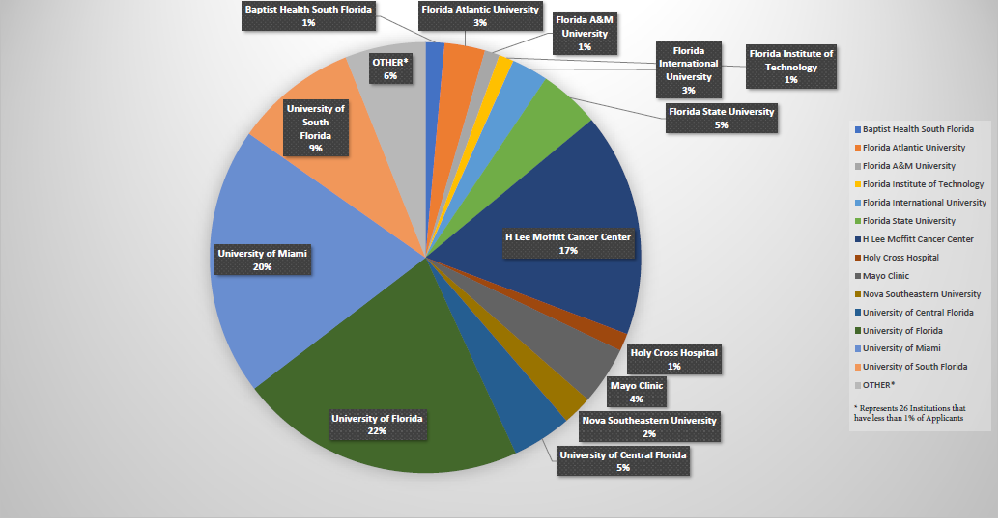 Baptist Health South Florida
1%
Florida Atlantic University
3%
Florida A&M
University
1%
Florida
International
University
3%
Florida Institute of
Technology
1%
Florida State University
5%
OTHER*
6%
University of
South
Florida
9%
H Lee Moffitt Cancer Center
17%
University of Miami
20%
Holy Cross Hospital
1%
Mayo Clinic
4%
Nova Southeastern University
2%
University of Central Florida
5%
University of Florida
22%
Baptist Health South Florida
Florida Atlantic University
Florida A&M University
Florida Institute of Technology
Florida International University
Florida State University
H Lee Moffitt Cancer Center
Holy Cross Hospital
Mayo Clinic
Nova Southeastern University
University of Central Florida
University of Florida
University of Miami
University of South Florida
OTHER*
* Represents 26 Institutions that
have less than 1% of Applicants